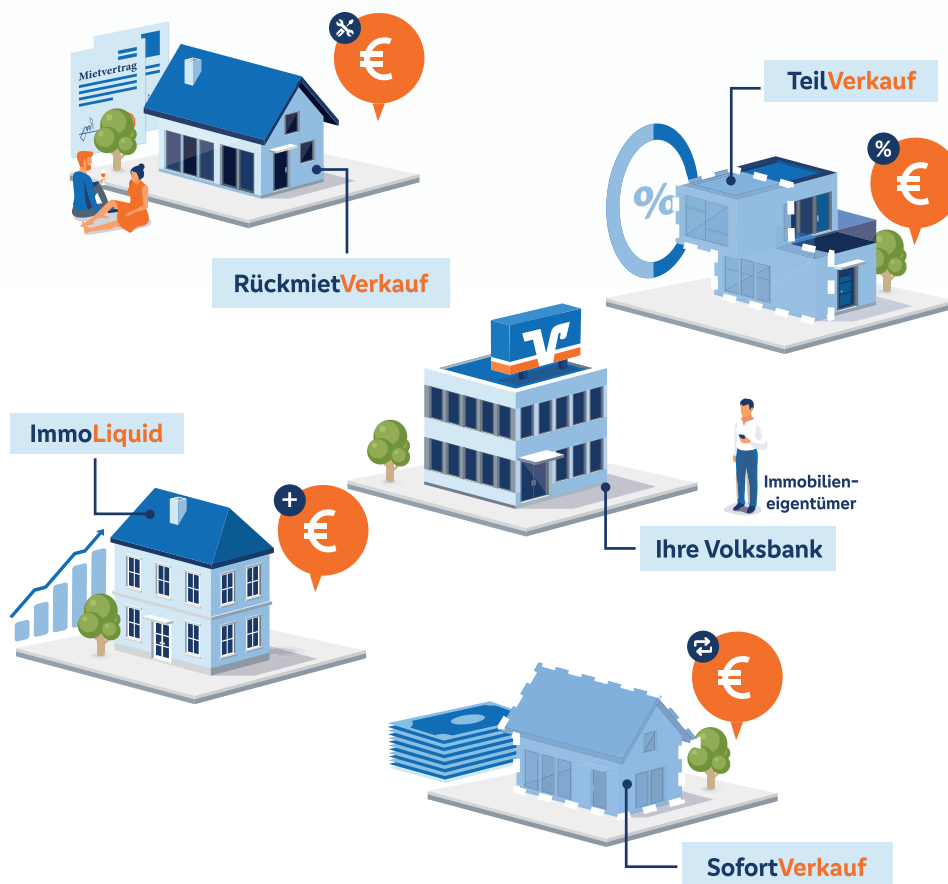 Mietvertrag
€
RückmietVerkauf
TeilVerkauf
%
%
€
ImmoLiquid
+
€
Immobilien-
eigentümer
Ihre Volksbank
€
SofortVerkauf